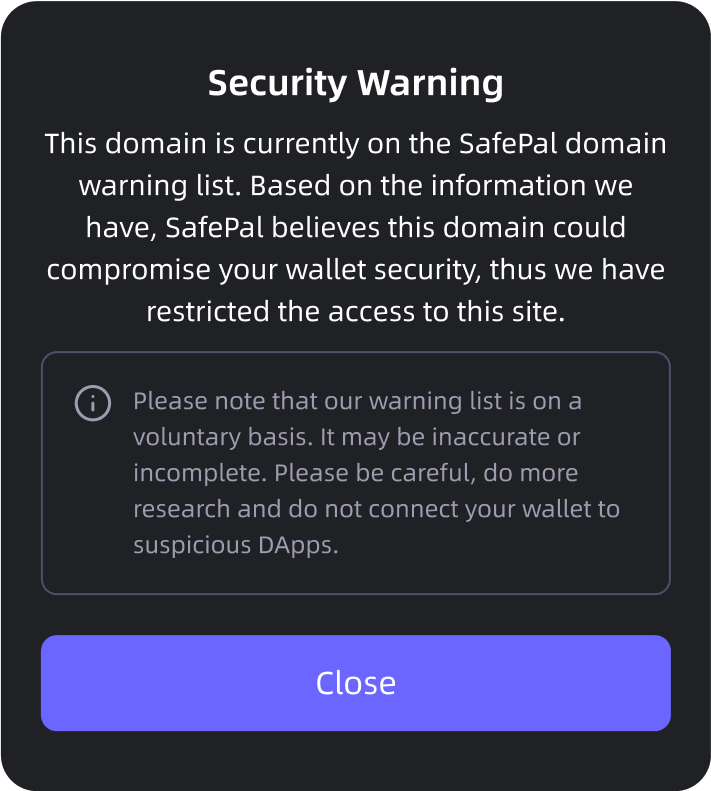 Security Warning
This domain is currently on the SafePal domain
warning list. Based on the information we
have, SafePal believes this domain could
compromise your wallet security, thus we have
restricted the access to this site.
Please note that our warning list is on a
voluntary basis. It may be inaccurate or
incomplete. Please be careful, do more
research and do not connect your wallet to
suspicious DApps.
Close